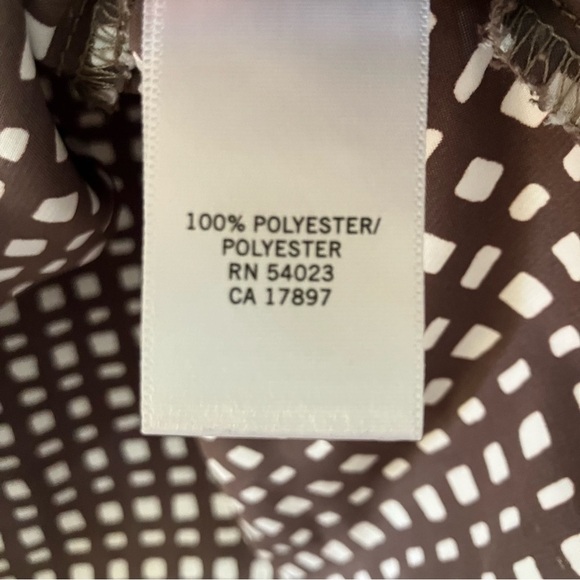 100% POLYESTER/
POLYESTER
RN 54023
CA 17897